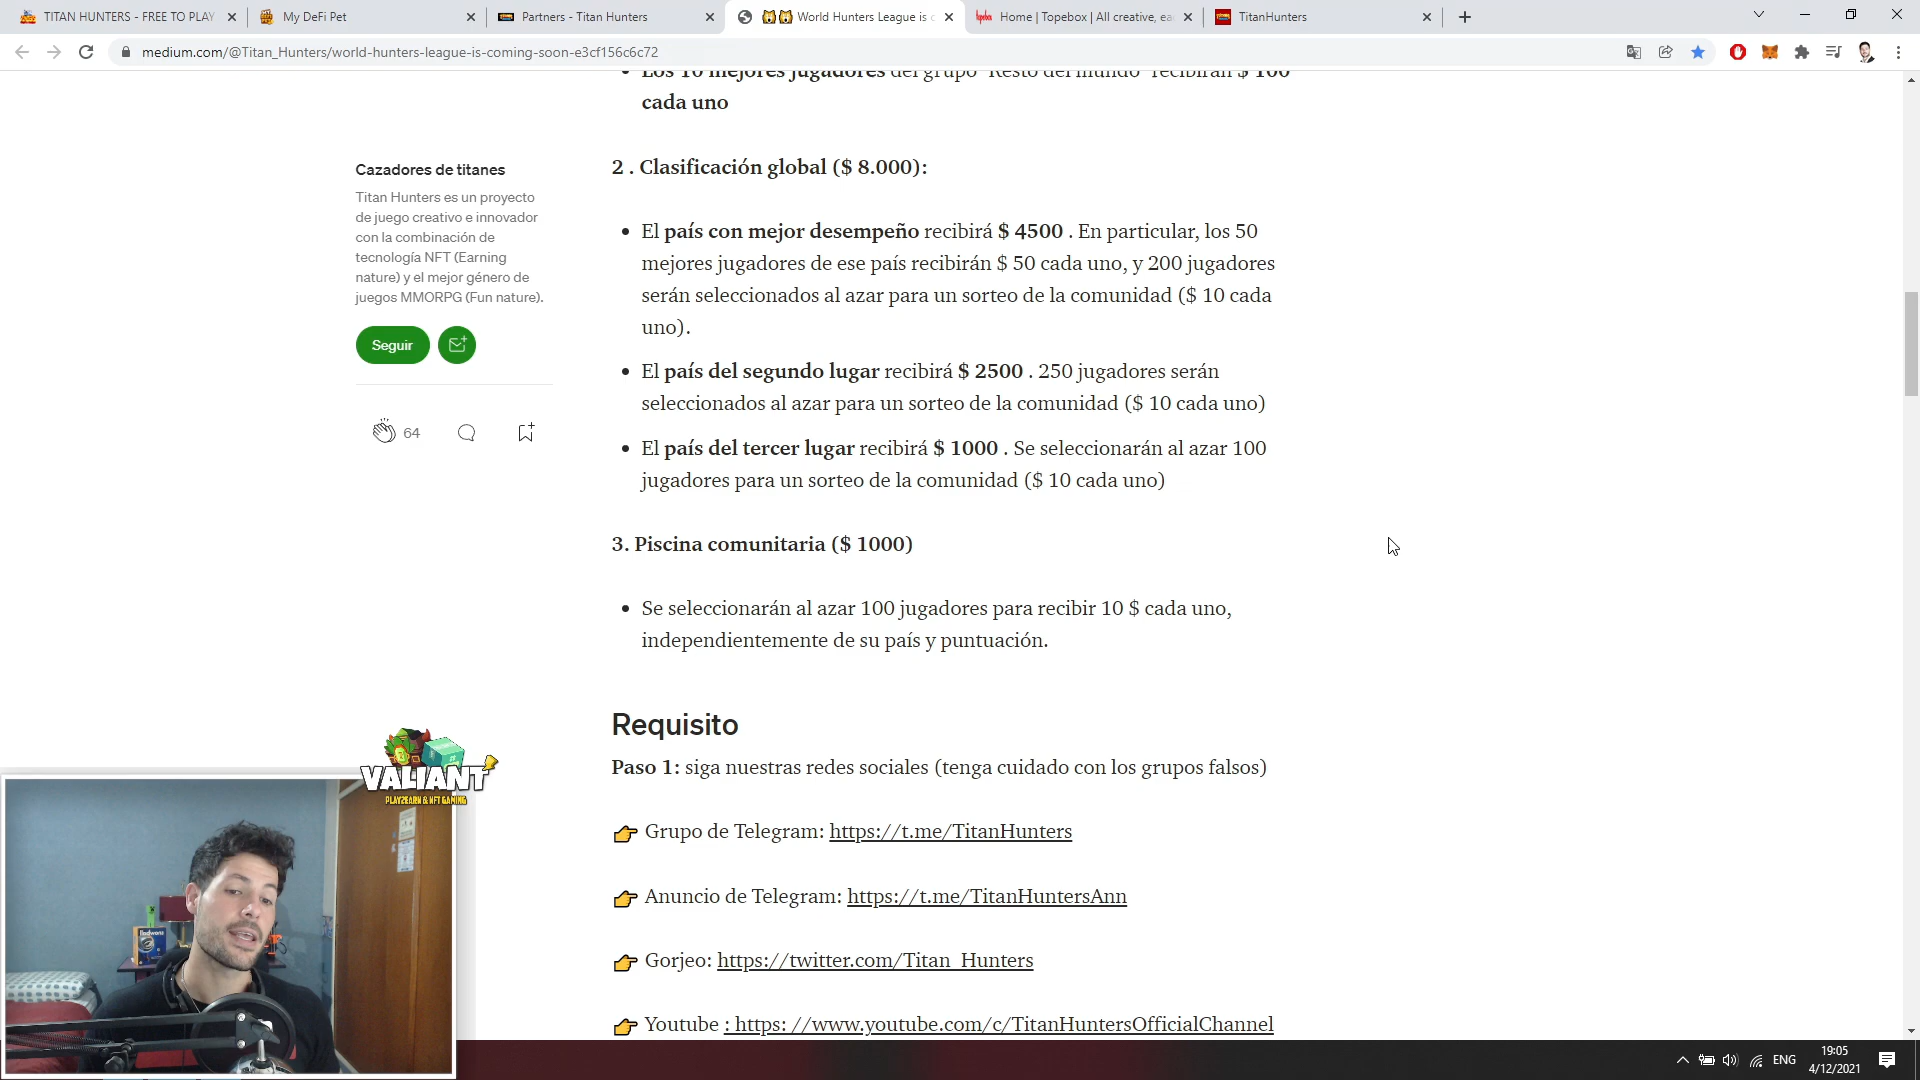 TITAN HUNTERS - FREE TO PLAY
My DeFi Pet
Partners - Titan Hunters
World Hunters League is c
Home | Topebox | All creative, ea
TitanHunters
medium.com/@Titan_Hunters/world-hunters-league-is-coming-soon-e3cf156c6c72
Los 10 mejores jugadores del grupo "Resto del mundo" recibirán $ 100
cada uno
2 . Clasificación global ($ 8.000):
El país con mejor desempeño recibirá $ 4500 . En particular, los 50
mejores jugadores de ese país recibirán $ 50 cada uno, y 200 jugadores
serán seleccionados al azar para un sorteo de la comunidad ($ 10 cada
uno).
El país del segundo lugar recibirá $ 2500 . 250 jugadores serán
seleccionados al azar para un sorteo de la comunidad ($ 10 cada uno)
El país del tercer lugar recibirá $ 1000 . Se seleccionarán al azar 100
jugadores para un sorteo de la comunidad ($ 10 cada uno)
3. Piscina comunitaria ($ 1000)
Se seleccionarán al azar 100 jugadores para recibir 10 $ cada uno,
independientemente de su país y puntuación.
Requisito
Paso 1: siga nuestras redes sociales (tenga cuidado con los grupos falsos)
👉 Grupo de Telegram: https://t.me/TitanHunters
👉 Anuncio de Telegram: https://t.me/TitanHuntersAnn
👉 Gorjeo: https://twitter.com/Titan_Hunters
👉 Youtube : https: //www.youtube.com/c/TitanHuntersOfficialChannel
Cazadores de titanes
Titan Hunters es un proyecto
de juego creativo e innovador
con la combinación de
tecnología NFT (Earning
nature) y el mejor género de
juegos MMORPG (Fun nature).
Seguir
64
VALIANT
PLAY2EARN & NFT GAMING
ENG
19:05
4/12/2021